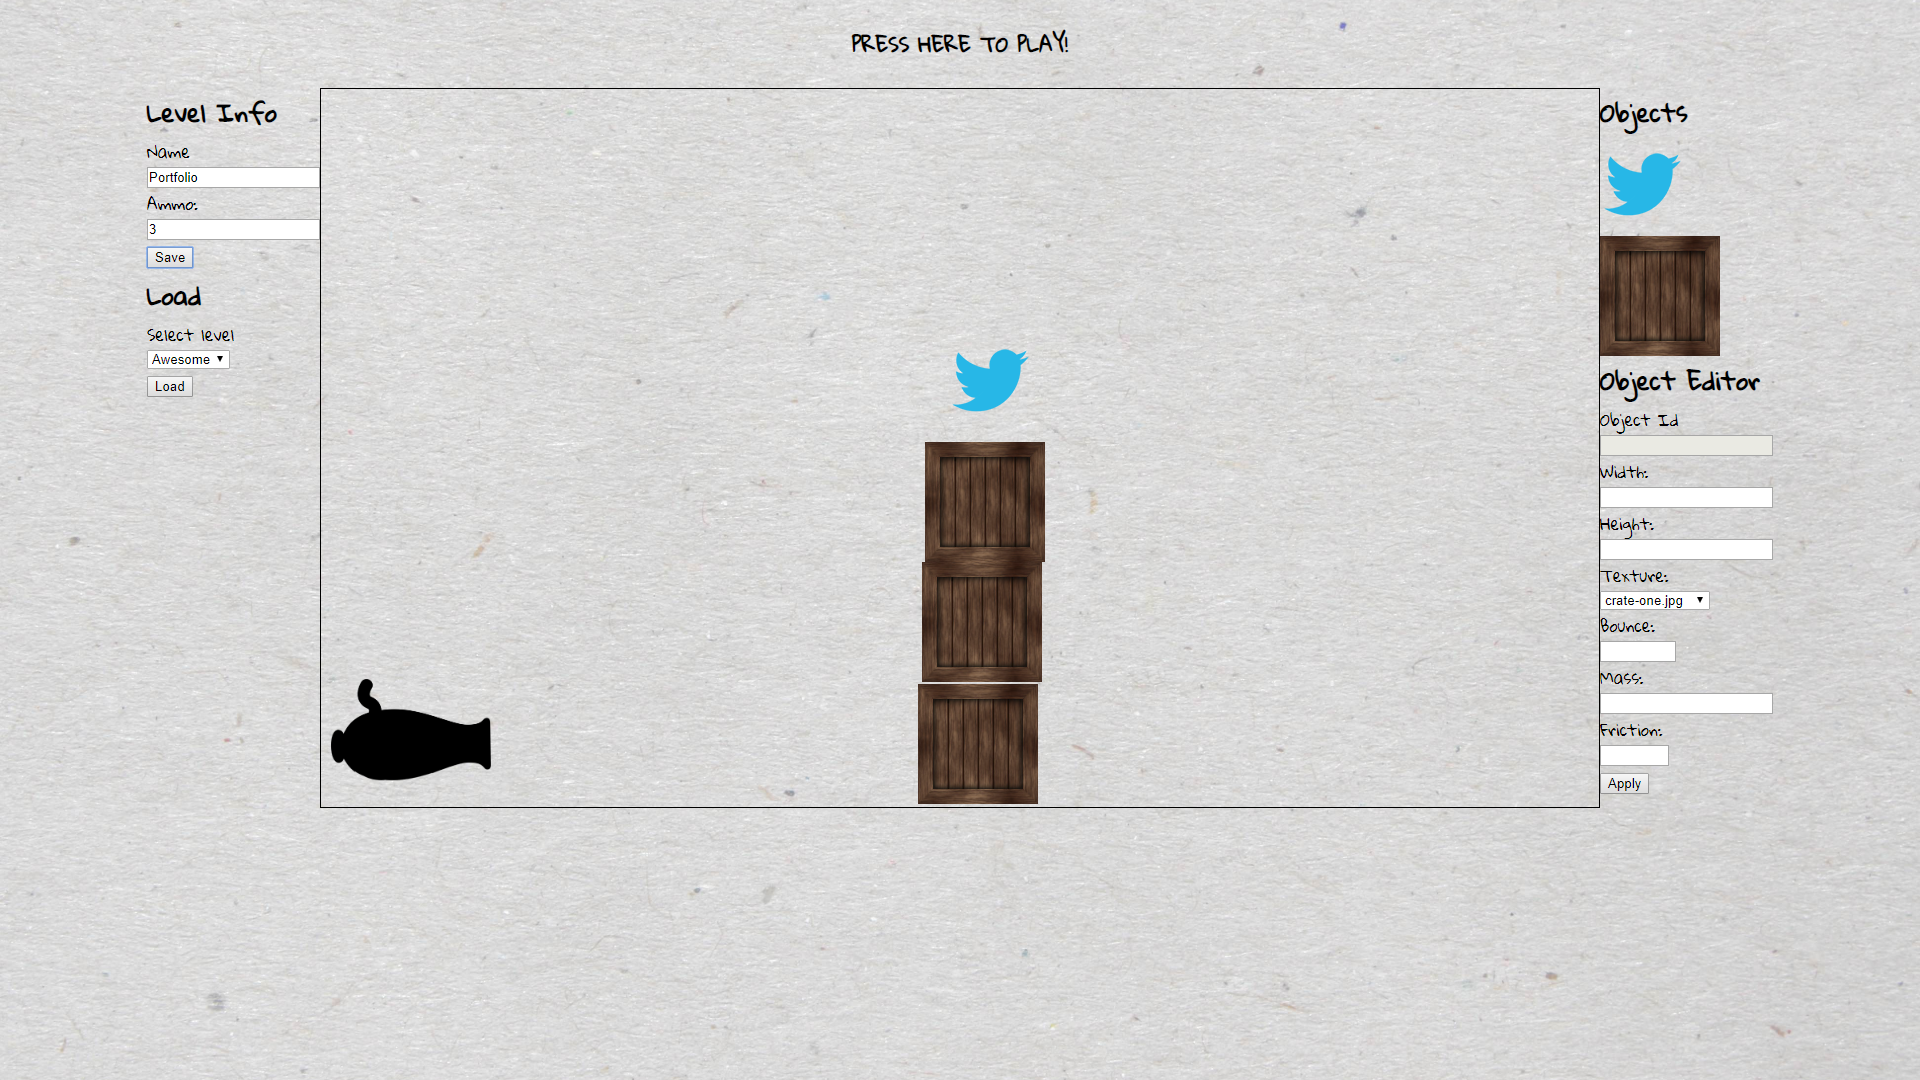 PRESS HERE TO PLAY!
Level Info
Name
Portfolio
Ammo:
3
Save
Load
Select level
Awesome
Load
Objects
Object Editor
Object Id
Width:
Height:
Texture:
crate-one.jpg
Bounce:
Mass:
Friction:
Apply